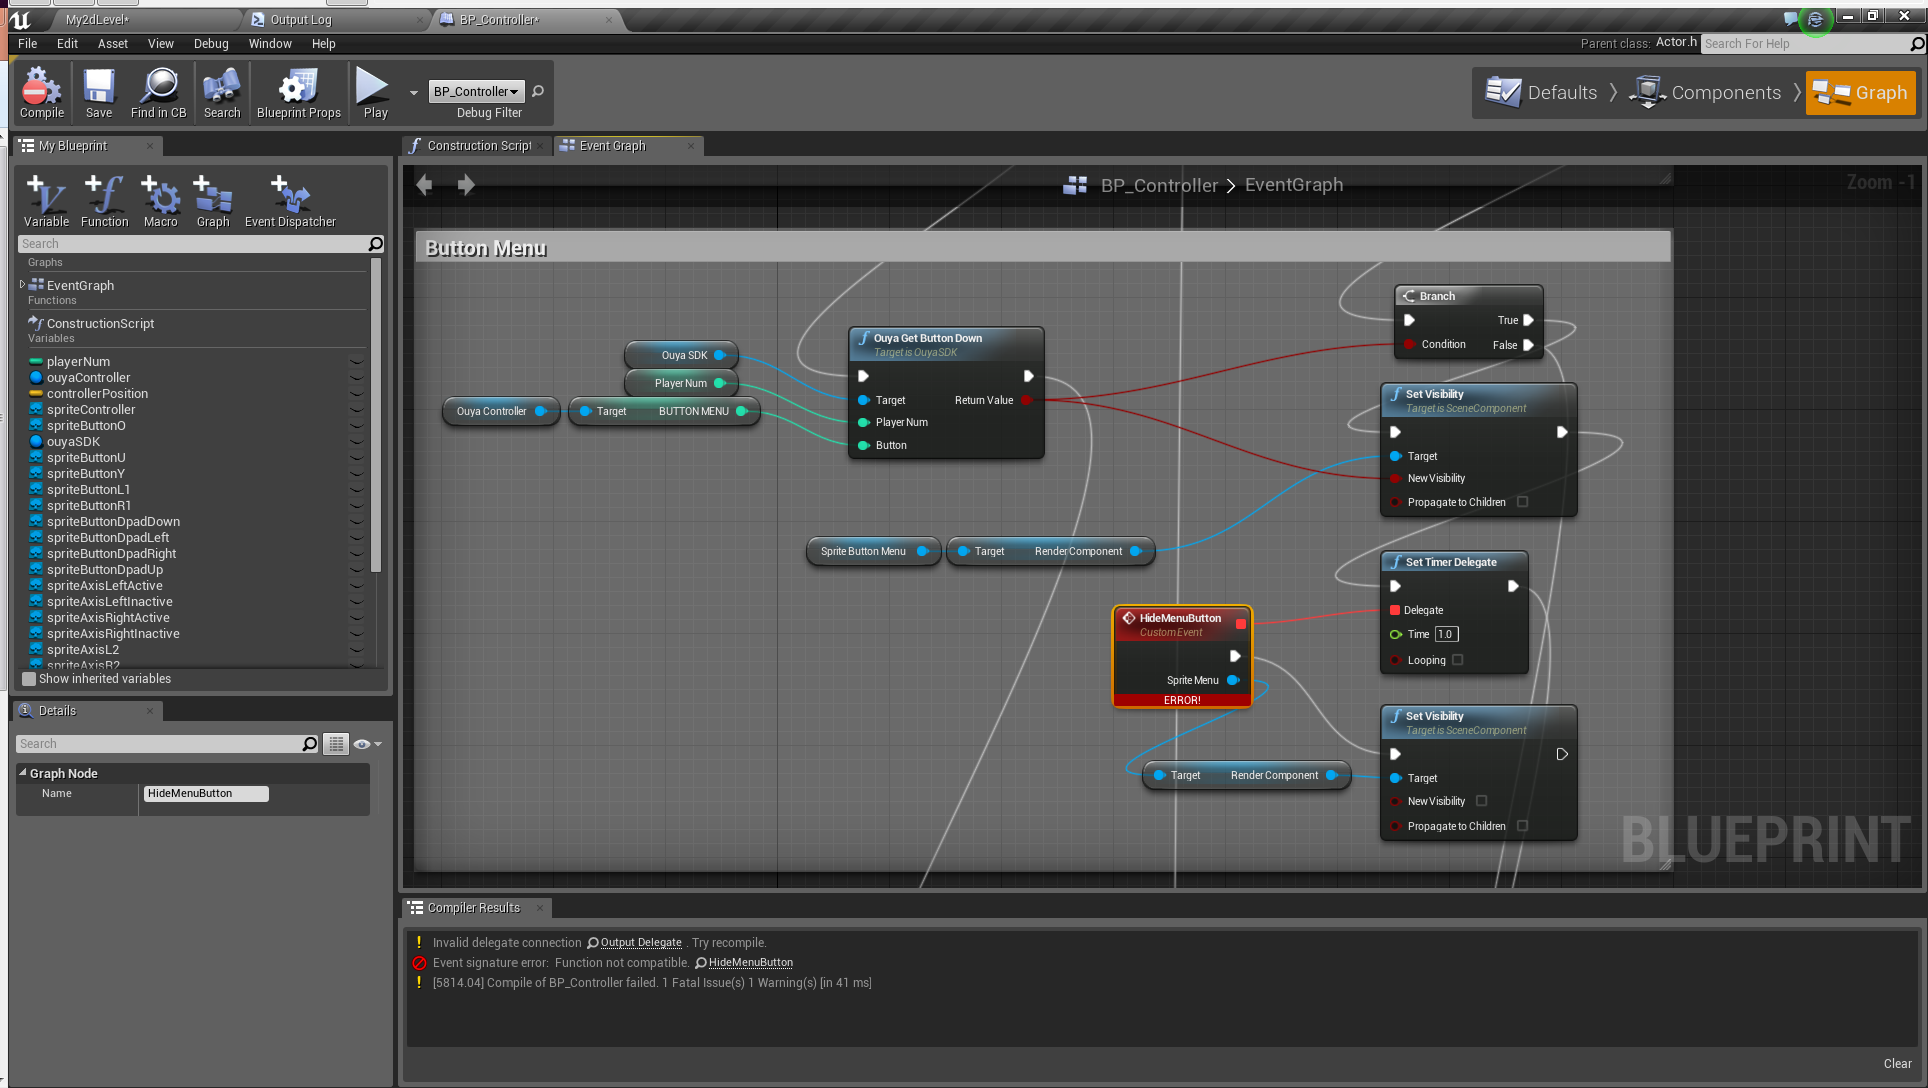 My2dLevel*
Output Log
BP_Controller*
File Edit Asset View Debug Window Help
Parent class: Actor.h Search For Help
Compile Save Find in CB Search Blueprint Props Play
BP_Controller
Debug Filter
Defaults Components Graph
My Blueprint
Construction Script
Event Graph
Variable Function Macro Graph Event Dispatcher
Search
Graphs
EventGraph
Functions
ConstructionScript
Variables
playerNum
ouyaController
controllerPosition
spriteController
spriteButtonO
ouyaSDK
spriteButtonU
spriteButtonY
spriteButtonL1
spriteButtonR1
spriteButtonDpadDown
spriteButtonDpadLeft
spriteButtonDpadRight
spriteButtonDpadUp
spriteAxisLeftActive
spriteAxisLeftInactive
spriteAxisRightActive
spriteAxisRightInactive
spriteAxisL2
spriteAxisR2
Show inherited variables
Details
Search
Graph Node
Name HideMenuButton
BP_Controller > EventGraph
Zoom -1
Button Menu
Ouya SDK
Player Num
Ouya Controller
Target BUTTON MENU
Ouya Get Button Down
Target is OuyaSDK
Target Return Value
Player Num
Button
Branch
True
Condition False
Set Visibility
Target is SceneComponent
Target
New Visibility
Propagate to Children
Sprite Button Menu
Target Render Component
Set Timer Delegate
Delegate
Time 1.0
Looping
HideMenuButton
Custom Event
Sprite Menu
ERROR!
Target Render Component
Set Visibility
Target is SceneComponent
Target
New Visibility
Propagate to Children
BLUEPRINT
Compiler Results
Invalid delegate connection Output Delegate . Try recompile.
Event signature error: Function not compatible. HideMenuButton
[5814.04] Compile of BP_Controller failed. 1 Fatal Issue(s) 1 Warning(s) [in 41 ms]
Clear